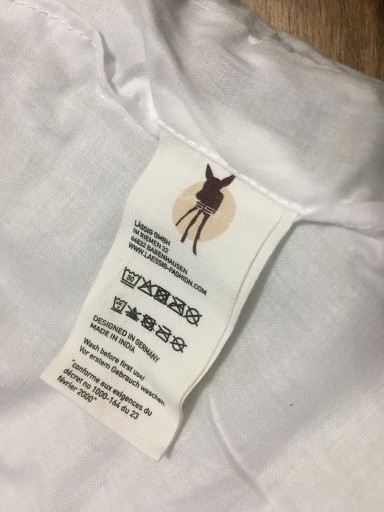 LÄSSIG GMBH
IM RIEMEN 32
64832 BABENHAUSEN
WWW.LAESSIG-FASHION.COM
30
DESIGNED IN GERMANY
MADE IN INDIA
Wash before first use!
Vor erstem Gebrauch waschen
"conforme aux exigences du
décret no 1000-164 du 23
février 2000"